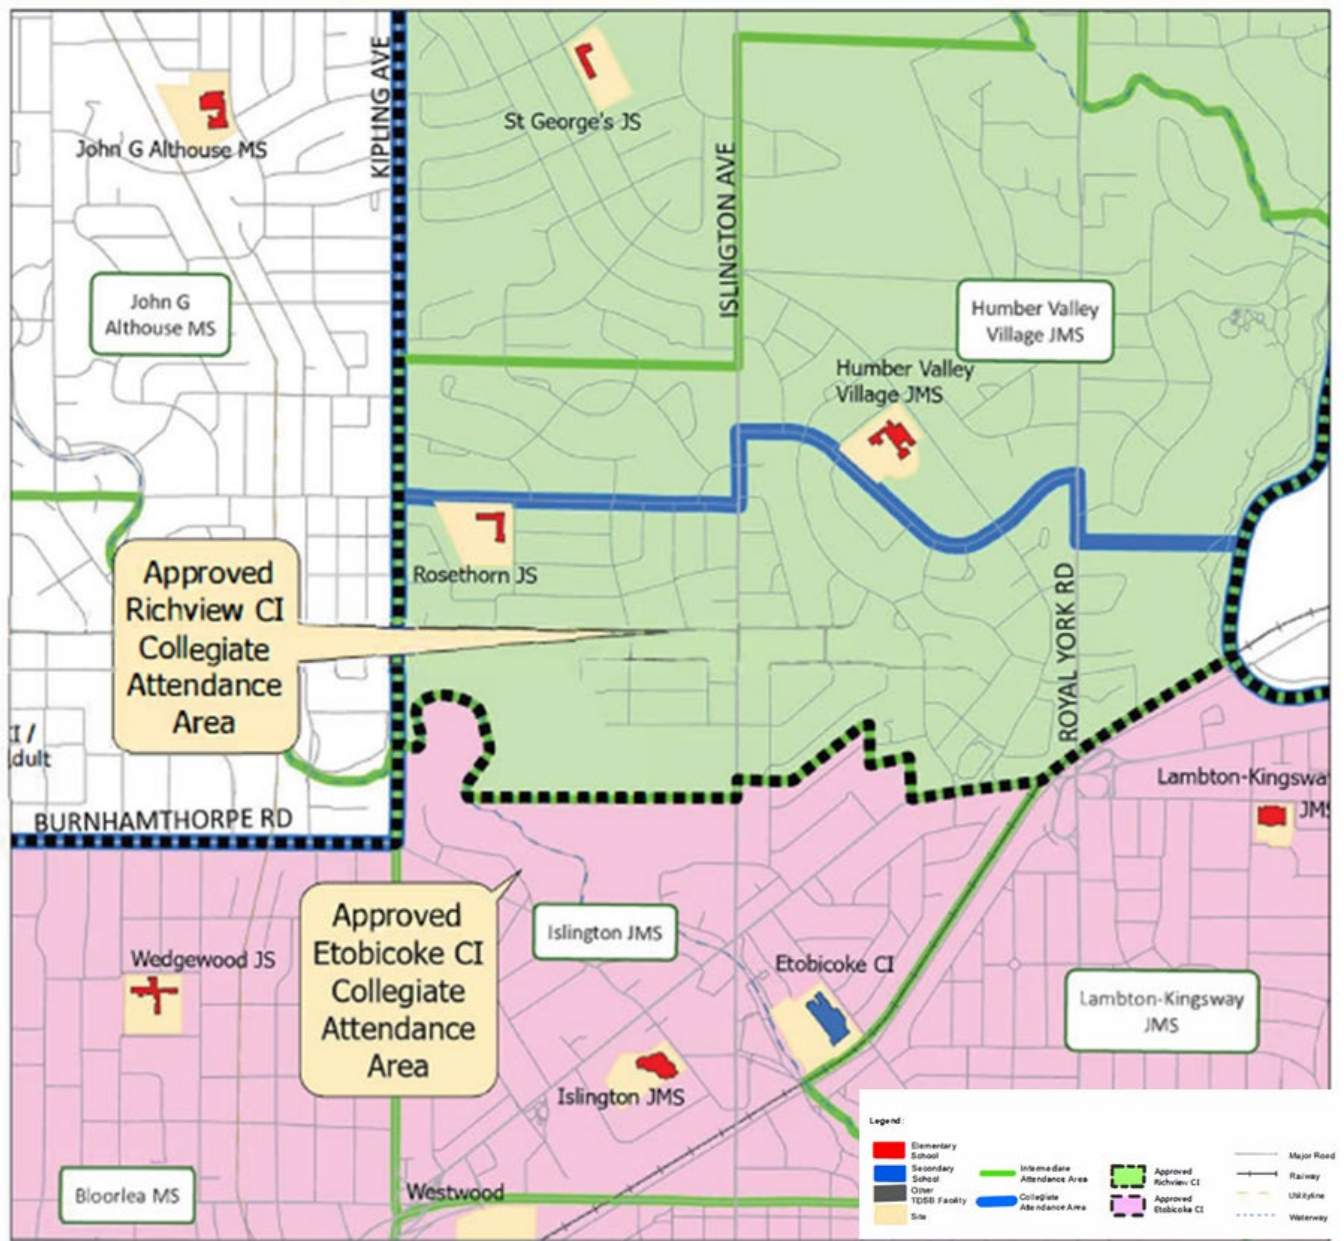 KIPLING AVE
St George's JS
John G Althouse MS
ISLINGTON AVE
John G
Althouse MS
Humber Valley
Village JMS
Humber Valley
Village JMS
Rosethorn JS
Approved
Richview CI
Collegiate
Attendance
Area
ROYAL YORK RD
I /
dult
Lambton-Kingswa
JMS
BURNHAMTHORPE RD
Approved
Etobicoke CI
Collegiate
Attendance
Area
Islington JMS
Wedgewood JS
Etobicoke CI
Lambton-Kingsway
JMS
Islington JMS
Bloorlea MS
Westwood
Legend:
Elementary
School
Secondary
School
Other
TDSB Facility
Site
Intermediate
Attendance Area
Collegiate
Attendance Area
Approved
Richview CI
Approved
Etobicoke CI
Major Road
Railway
Utilityline
Waterway